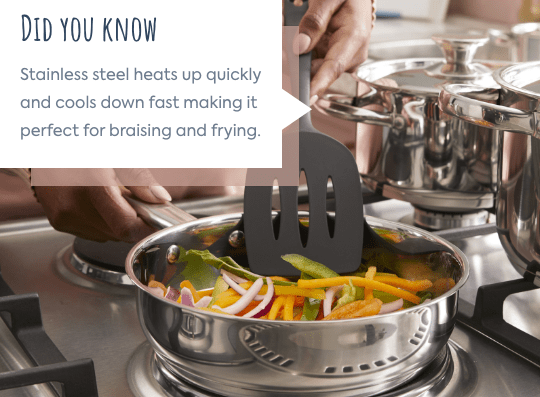 Did you know
Stainless steel heats up quickly
and cools down fast making it
perfect for braising and frying.